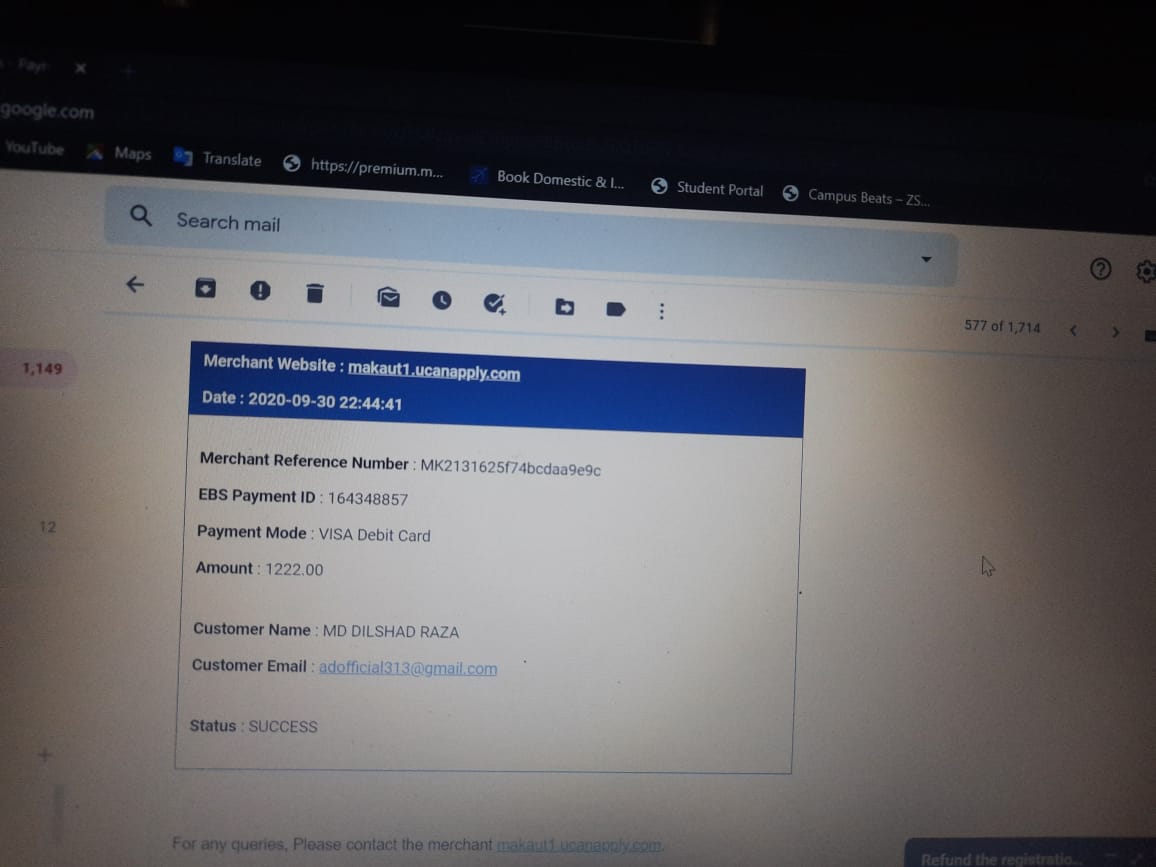 google.com
YouTube Maps Translate https://premium.m... Book Domestic & I... Student Portal Campus Beats – ZS...
Search mail
577 of 1,714
1,149
Merchant Website : makaut1.ucanapply.com
Date : 2020-09-30 22:44:41
Merchant Reference Number : MK2131625f74bcdaa9e9c
EBS Payment ID : 164348857
12
Payment Mode : VISA Debit Card
Amount : 1222.00
Customer Name : MD DILSHAD RAZA
Customer Email : adofficial313@gmail.com
Status : SUCCESS
For any queries, Please contact the merchant makaut1.ucanapply.com.
Refund the registratio...